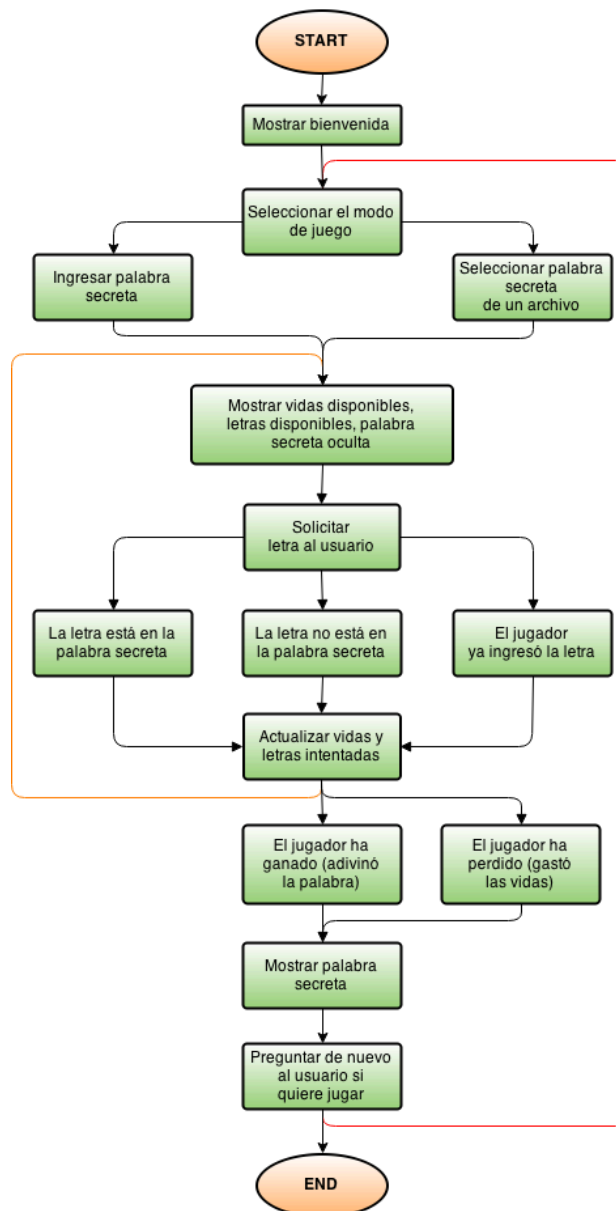 START
Mostrar bienvenida
Seleccionar el modo
de juego
Ingresar palabra
secreta
Seleccionar palabra
secreta
de un archivo
Mostrar vidas disponibles,
letras disponibles, palabra
secreta oculta
Solicitar
letra al usuario
La letra está en la
palabra secreta
La letra no está en
la palabra secreta
El jugador
ya ingresó la letra
Actualizar vidas y
letras intentadas
El jugador ha
ganado (adivinó
la palabra)
El jugador ha
perdido (gastó
las vidas)
Mostrar palabra
secreta
Preguntar de nuevo
al usuario si
quiere jugar
END